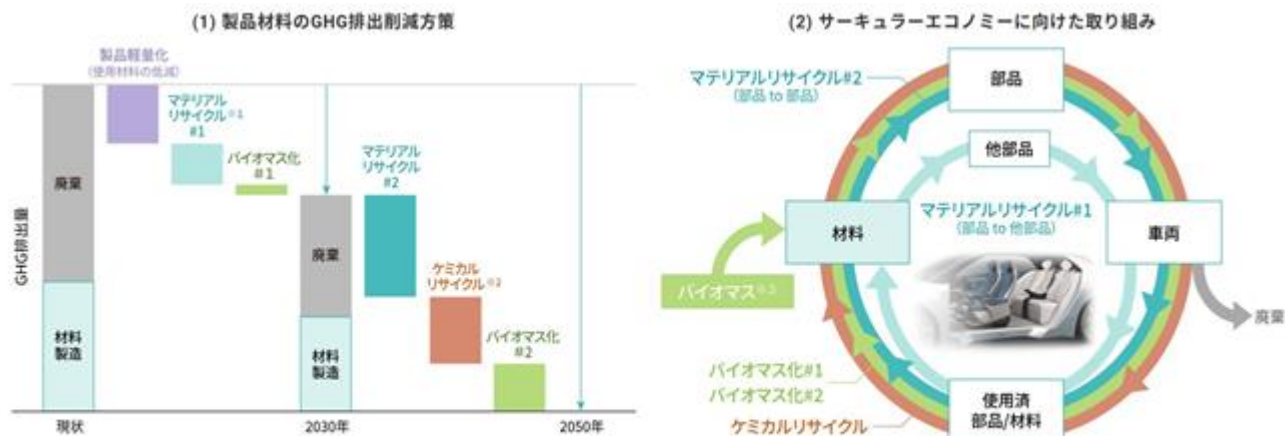 (1) 製品材料のGHG排出削減方策
製品軽量化
(使用材料の低減)
マテリアル
リサイクル※1
#1
バイオマス化
#1
廃棄
材料
製造
GHG排出量
廃棄
材料
製造
マテリアル
リサイクル
#2
ケミカル
リサイクル※2
バイオマス化
#2
現状
2030年
2050年
(2) サーキュラーエコノミーに向けた取り組み
マテリアルリサイクル#2
(部品 to 部品)
部品
他部品
マテリアルリサイクル#1
(部品 to 他部品)
材料
車両
バイオマス※3
廃棄
バイオマス化#1
バイオマス化#2
ケミカルリサイクル
使用済
部品/材料